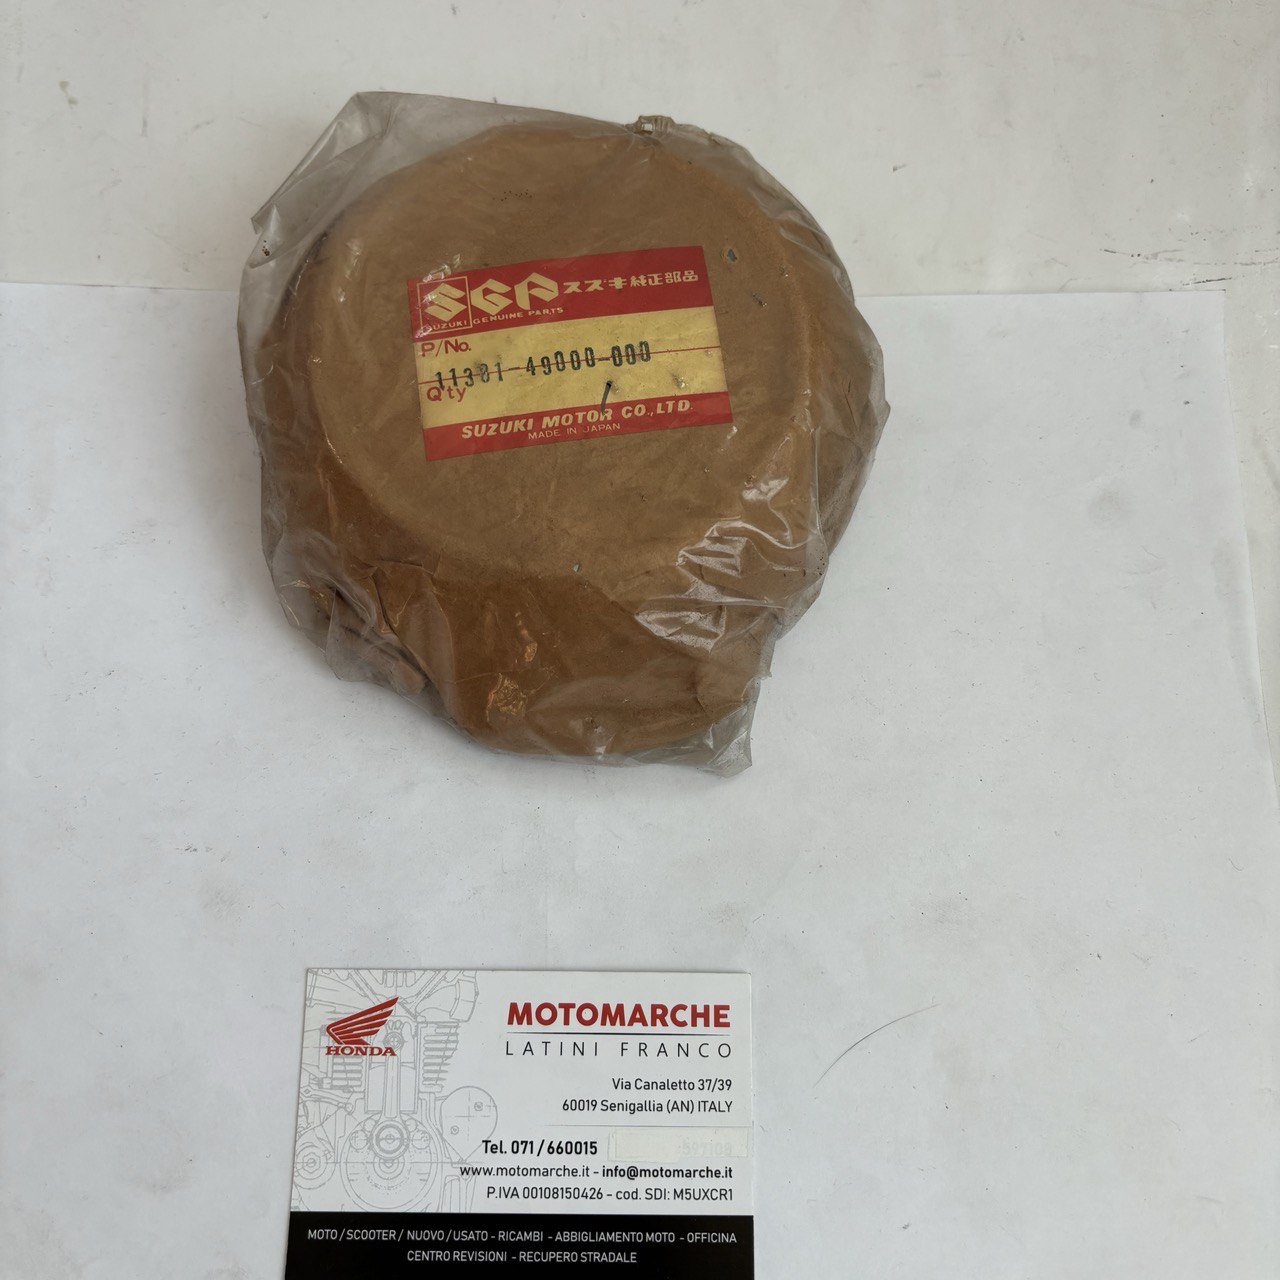 SGP スズキ純正部品
SUZUKI GENUINE PARTS
P/No.
11381-49000-000
Q'ty
SUZUKI MOTOR CO.,LTD.
MADE IN JAPAN
HONDA
MOTOMARCHE
LATINI FRANCO
Via Canaletto 37/39
60019 Senigallia (AN) ITALY
Tel. 071/660015
www.motomarche.it - info@motomarche.it
P.IVA 00108150426 - cod. SDI: M5UXCR1
MOTO / SCOOTER / NUOVO / USATO - RICAMBI - ABBIGLIAMENTO MOTO - OFFICINA
CENTRO REVISIONI - RECUPERO STRADALE